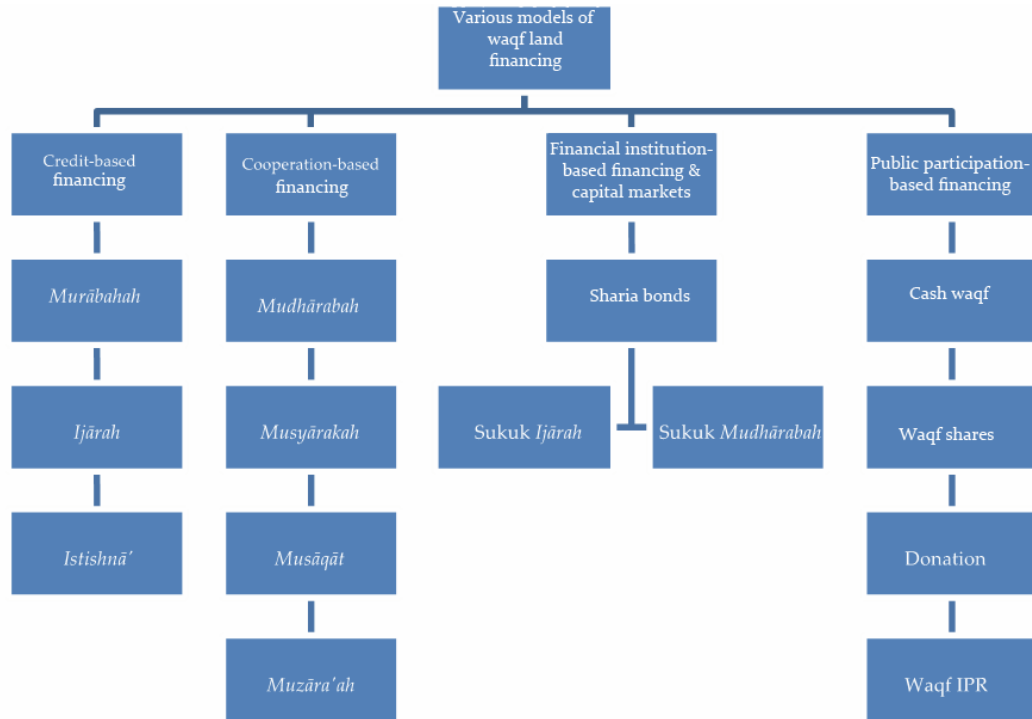 Various models of
waqf land
financing
Credit-based
financing
Cooperation-based
financing
Financial institution-
based financing &
capital markets
Public participation-
based financing
Murābahah
Mudhārabah
Sharia bonds
Cash waqf
Ijārah
Musyārakah
Sukuk Ijārah
Sukuk Mudhārabah
Waqf shares
Istishnā′
Musāqāt
Donation
Muzāra'ah
Waqf IPR